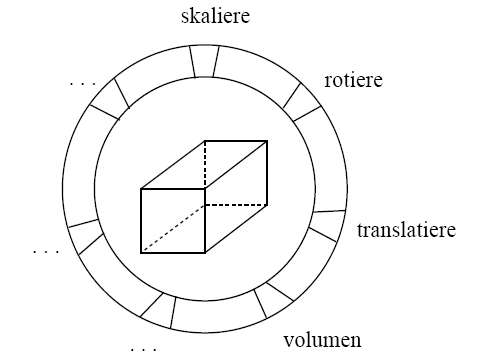 skaliere
rotiere
. . .
translatiere
. . .
volumen
. . .